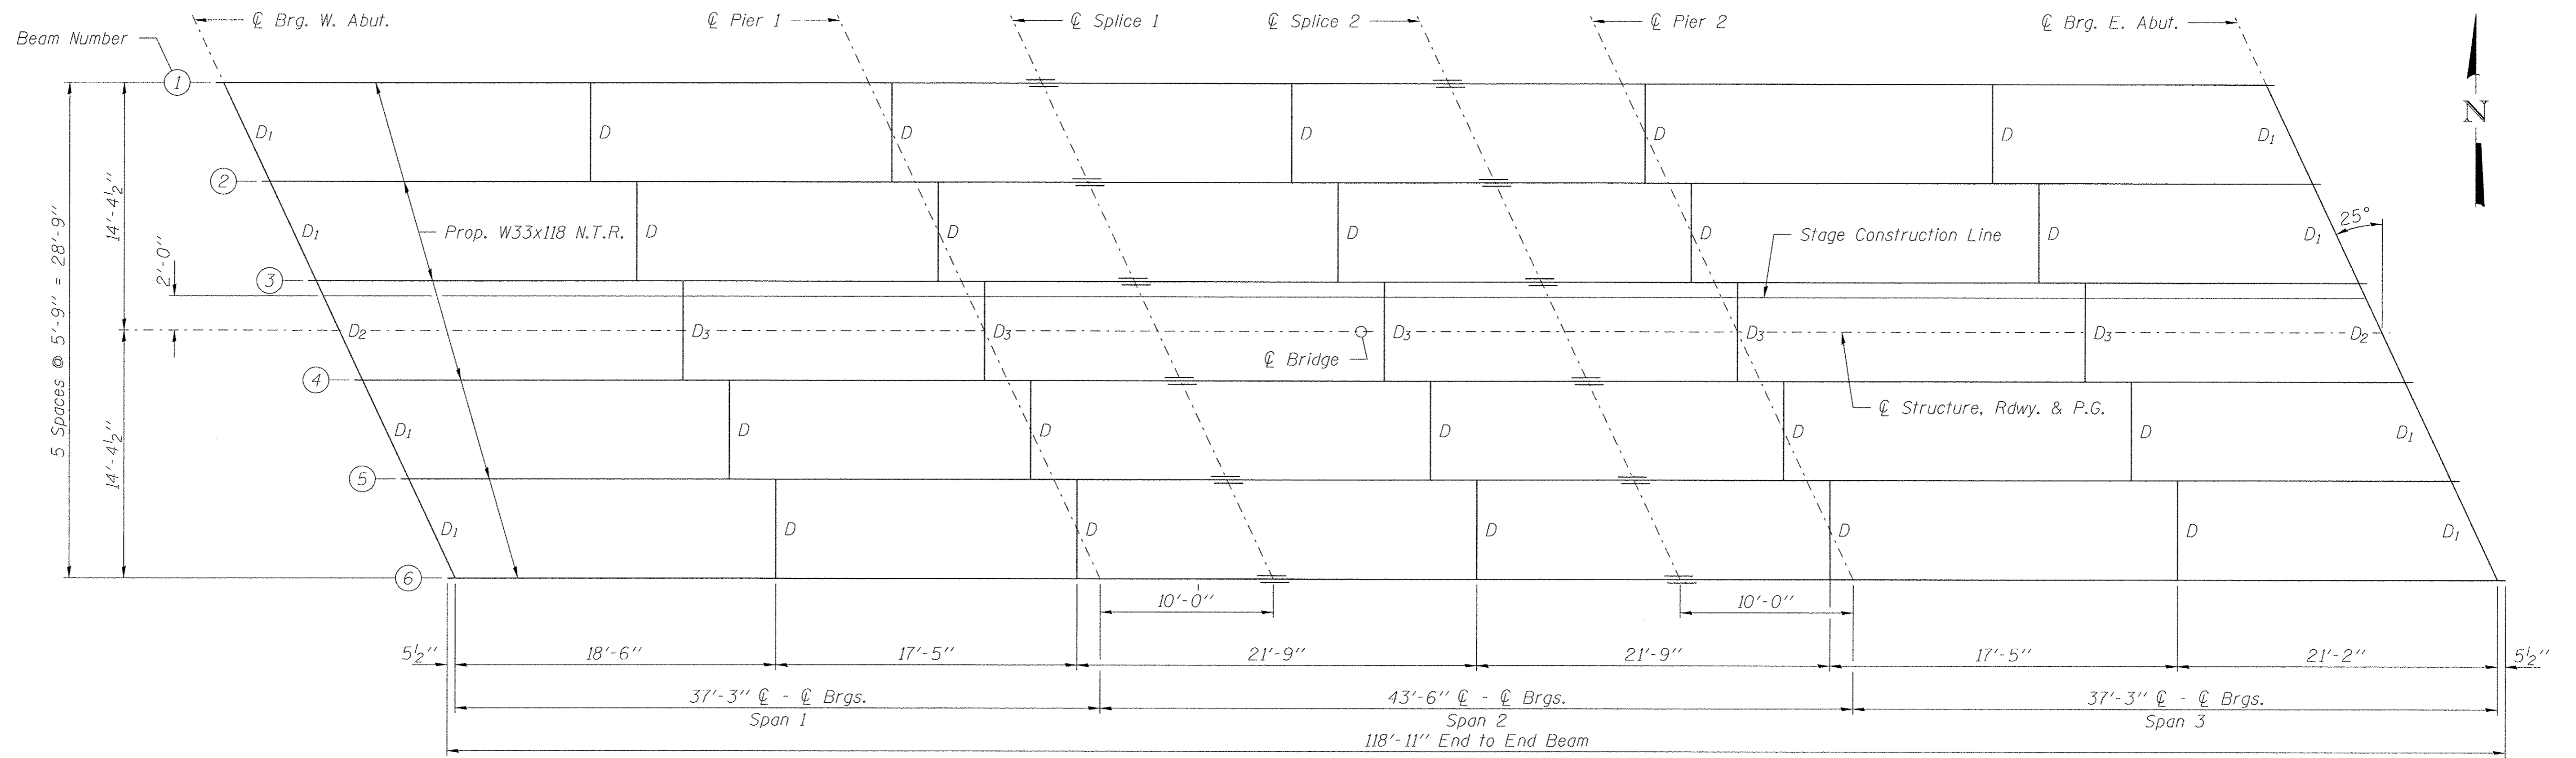 ℄ Brg. W. Abut. ℄ Pier 1 ℄ Splice 1 ℄ Splice 2 ℄ Pier 2 ℄ Brg. E. Abut.
Beam Number
1
D1 D D D D D D1
N
2
14'-4½" 25°
D1 Prop. W33x118 N.T.R. D D D D Stage Construction Line D D1
5 Spaces @ 5'-9" = 28'-9"
2'-0"
3
D2 D3 D3 D3 D3 D3 D2
℄ Bridge
4
℄ Structure, Rdwy. & P.G.
14'-4½"
D1 D D D D D D1
5
D1 D D D D D D1
6
10'-0" 10'-0"
5½" 18'-6" 17'-5" 21'-9" 21'-9" 17'-5" 21'-2" 5½"
37'-3" ℄ - ℄ Brgs. 43'-6" ℄ - ℄ Brgs. 37'-3" ℄ - ℄ Brgs.
Span 1 Span 2 Span 3
118'-11" End to End Beam